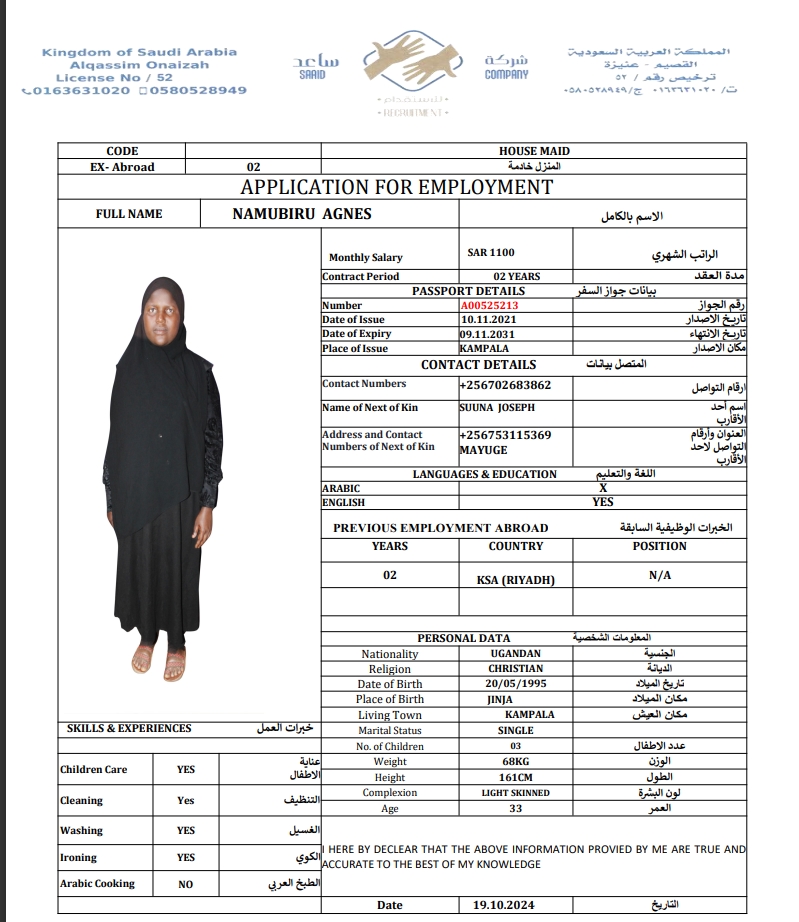 Kingdom of Saudi Arabia
Alqassim Onaizah
License No / 52
0163631020 0580528949
ساعد
SAAID
شركة
COMPANY
• للاستقدام •
• RECRUITMENT •
المملكة العربية السعودية
القصيم - عنيزة
ترخيص رقم / ٥٢
ت/ ٠١٦٣٦٣١٠٢٠ ج/ ٠٥٨٠٥٢٨٩٤٩
CODE HOUSE MAID
EX- Abroad 02 المنزل خادمة
APPLICATION FOR EMPLOYMENT
FULL NAME NAMUBIRU AGNES الاسم بالكامل
Monthly Salary SAR 1100 الراتب الشهري
Contract Period 02 YEARS مدة العقد
PASSPORT DETAILS بيانات جواز السفر
Number A00525213 رقم الجواز
Date of Issue 10.11.2021 تاريخ الاصدار
Date of Expiry 09.11.2031 تاريخ الانتهاء
Place of Issue KAMPALA مكان الاصدار
CONTACT DETAILS المتصل بيانات
Contact Numbers +256702683862 ارقام التواصل
Name of Next of Kin SUUNA JOSEPH اسم أحد
الأقارب
Address and Contact +256753115369 العنوان وأرقام
Numbers of Next of Kin MAYUGE التواصل لاحد
الأقارب
LANGUAGES & EDUCATION اللغة والتعليم
ARABIC X
ENGLISH YES
PREVIOUS EMPLOYMENT ABROAD الخبرات الوظيفية السابقة
YEARS COUNTRY POSITION
02 KSA (RIYADH) N/A
PERSONAL DATA المعلومات الشخصية
Nationality UGANDAN الجنسية
Religion CHRISTIAN الديانة
Date of Birth 20/05/1995 تاريخ الميلاد
Place of Birth JINJA مكان الميلاد
Living Town KAMPALA مكان العيش
Marital Status SINGLE
No. of Children 03 عدد الاطفال
Weight 68KG الوزن
Height 161CM الطول
Complexion LIGHT SKINNED لون البشرة
Age 33 العمر
SKILLS & EXPERIENCES خبرات العمل
Children Care YES عناية
الاطفال
Cleaning Yes التنظيف
Washing YES الغسيل
Ironing YES الكوي
Arabic Cooking NO الطبخ العربي
I HERE BY DECLEAR THAT THE ABOVE INFORMATION PROVIED BY ME ARE TRUE AND
ACCURATE TO THE BEST OF MY KNOWLEDGE
Date 19.10.2024 التاريخ